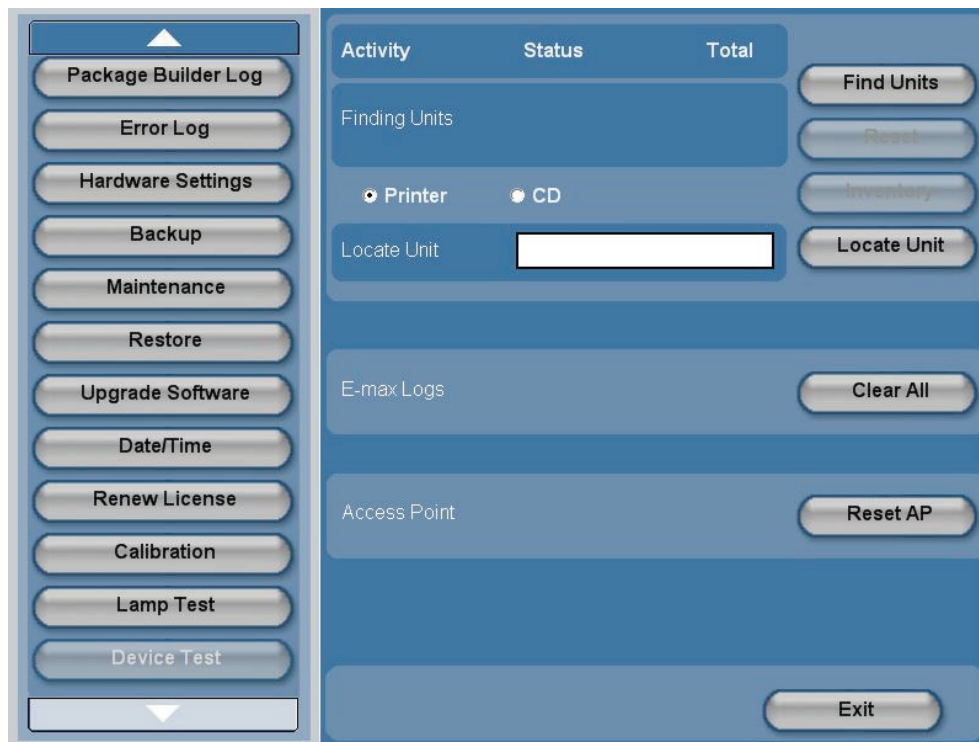 Package Builder Log
Error Log
Hardware Settings
Backup
Maintenance
Restore
Upgrade Software
Date/Time
Renew License
Calibration
Lamp Test
Device Test
Activity Status Total
Finding Units
Printer CD
Locate Unit
Find Units
Reset
Inventory
Locate Unit
E-max Logs
Clear All
Access Point
Reset AP
Exit